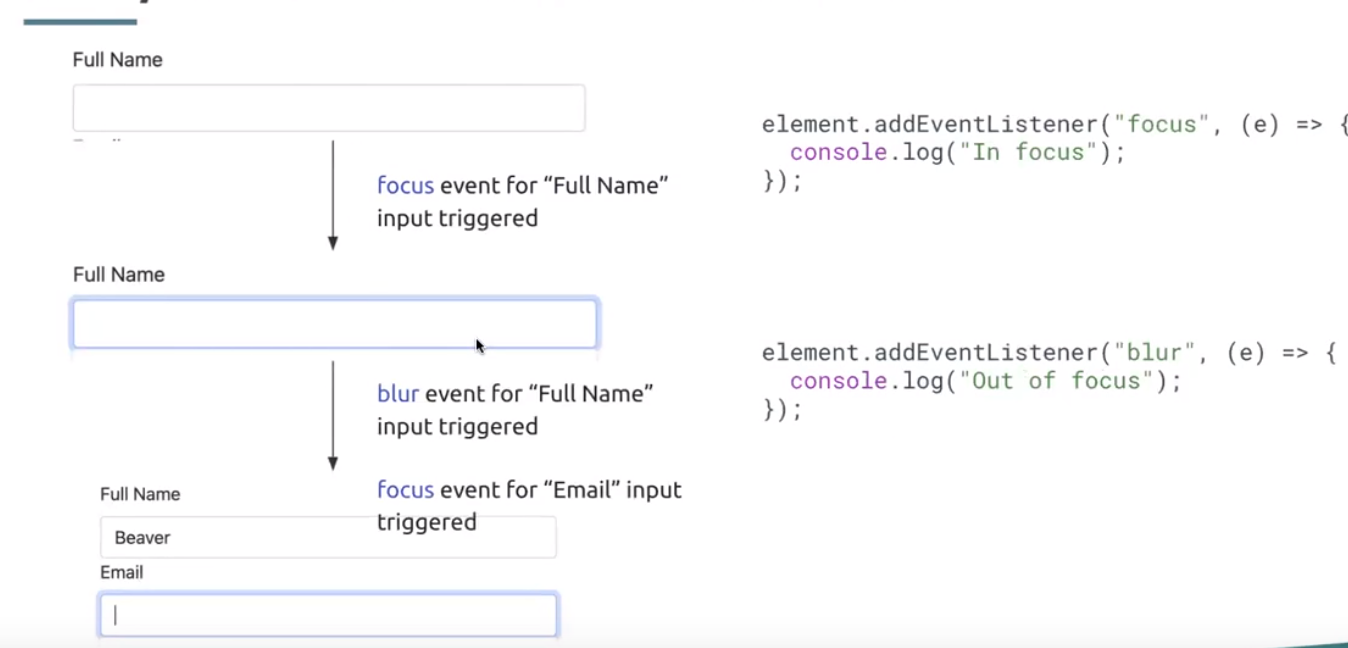 Full Name
focus event for “Full Name”
input triggered
Full Name
blur event for “Full Name”
input triggered
Full Name
focus event for “Email” input
triggered
Beaver
Email
element.addEventListener("focus", (e) => {
console.log("In focus");
});
element.addEventListener("blur", (e) => {
console.log("Out of focus");
});